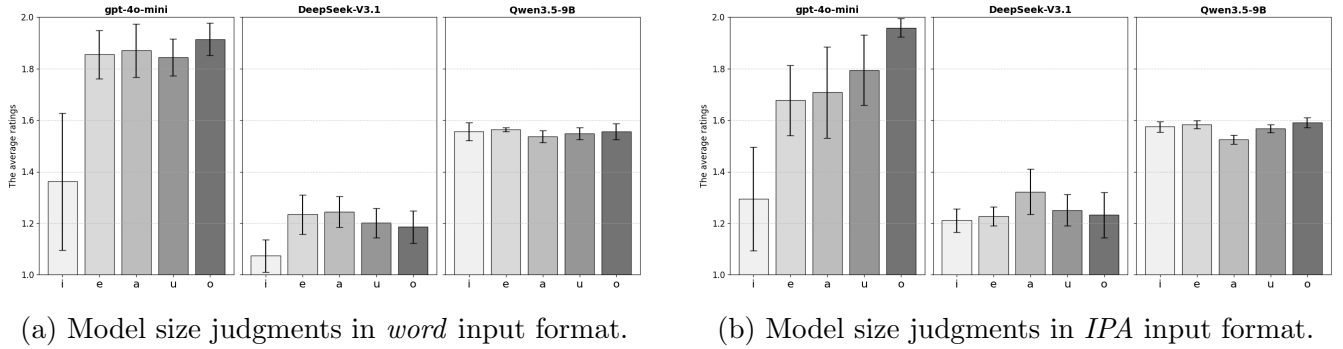 gpt-4o-mini DeepSeek-V3.1 Qwen3.5-9B
The average ratings
2.0
1.8
1.6
1.4
1.2
1.0
i e a u o i e a u o i e a u o
(a) Model size judgments in word input format.
gpt-4o-mini DeepSeek-V3.1 Qwen3.5-9B
The average ratings
2.0
1.8
1.6
1.4
1.2
1.0
i e a u o i e a u o i e a u o
(b) Model size judgments in IPA input format.